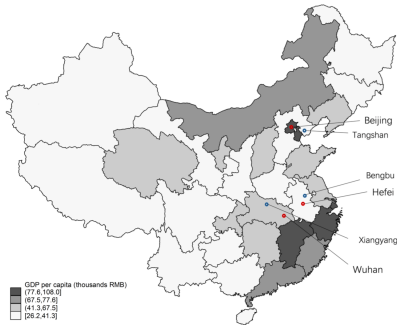 Beijing
Tangshan
Bengbu
Hefei
Xiangyang
Wuhan
GDP per capita (thousands RMB)
(77.6,108.0]
(67.5,77.6]
(41.3,67.5]
[26.2,41.3]